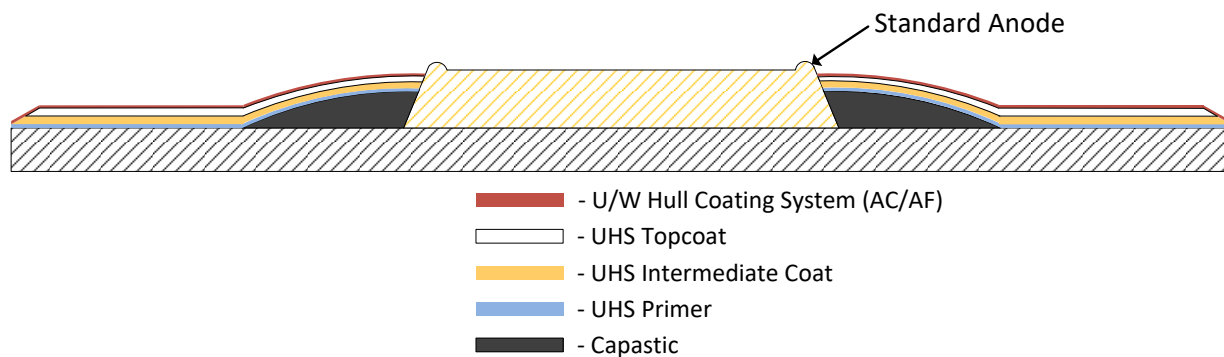 Standard Anode
- U/W Hull Coating System (AC/AF)
- UHS Topcoat
- UHS Intermediate Coat
- UHS Primer
- Capastic